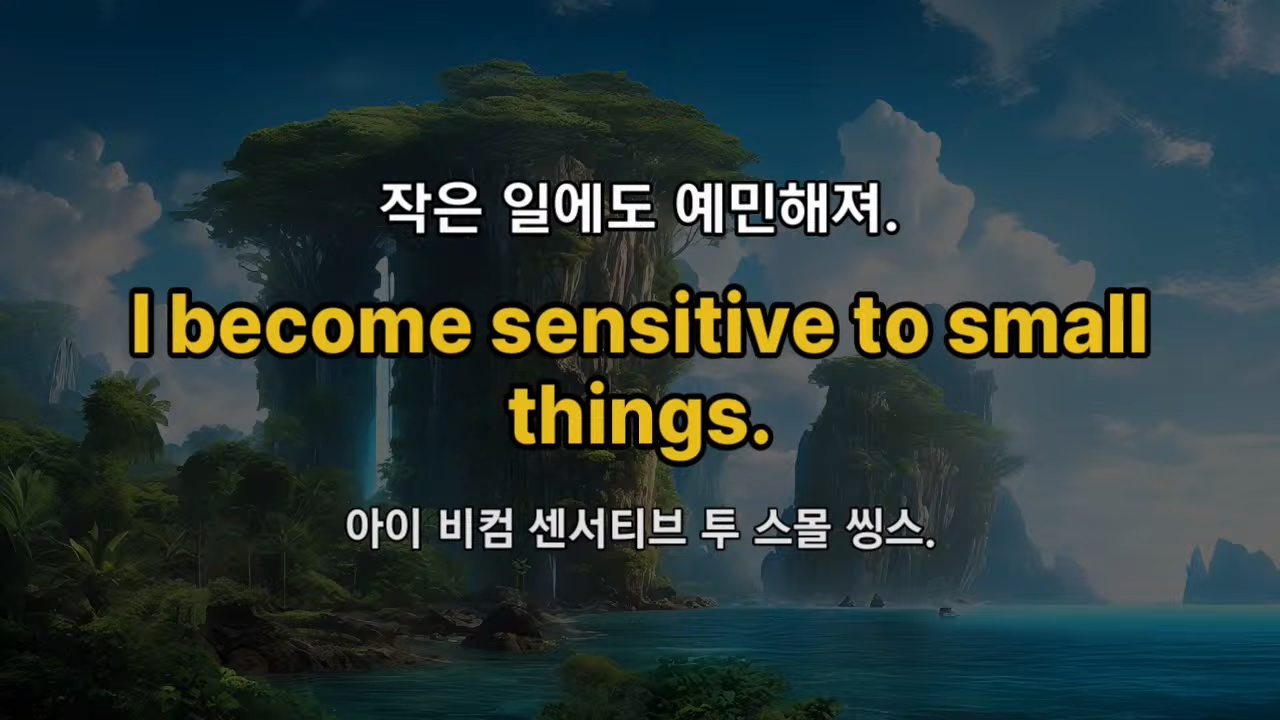 작은 일에도 예민해져.
I become sensitive to small
things.
아이 비컴 센서티브 투 스몰 씽스.